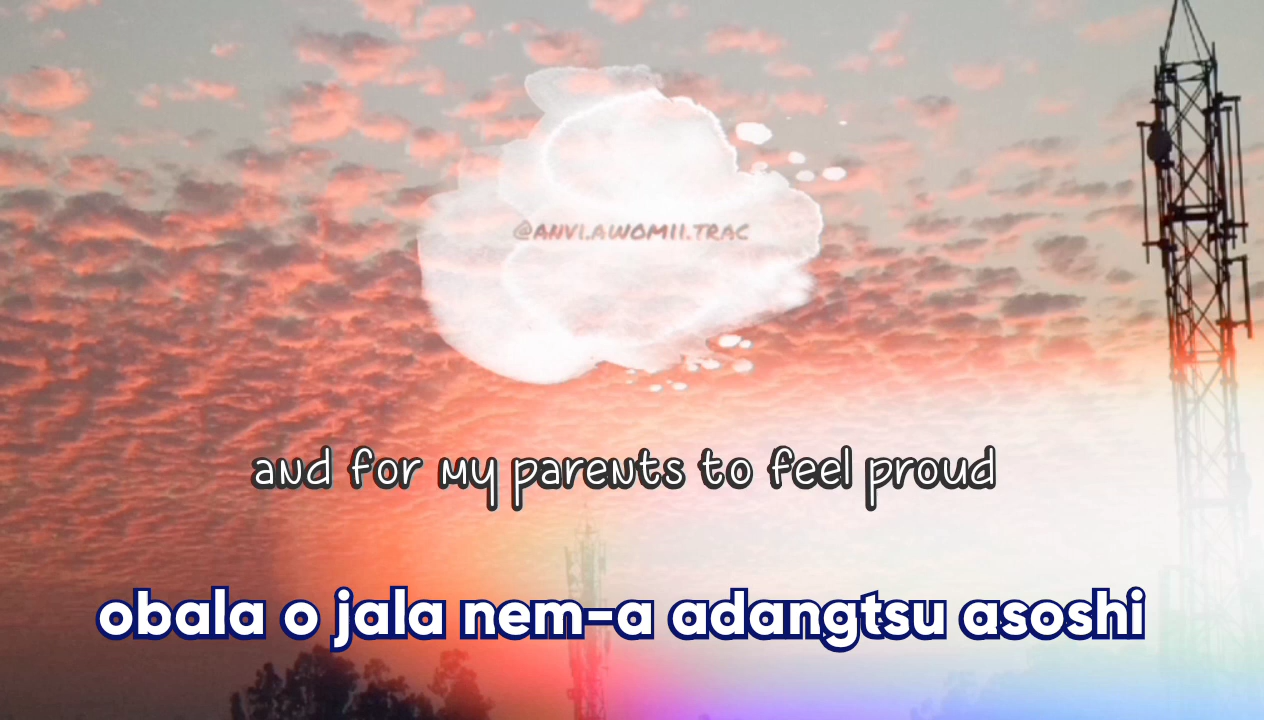 @ANVI.AWOMII.TRAC
and for my parents to feel proud
obala o jala nem-a adangtsu asoshi